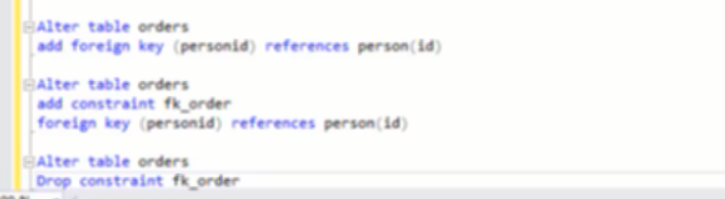 Alter table orders
add foreign key (personid) references person(id)
Alter table orders
add constraint fk_order
foreign key (personid) references person(id)
Alter table orders
Drop constraint fk_order